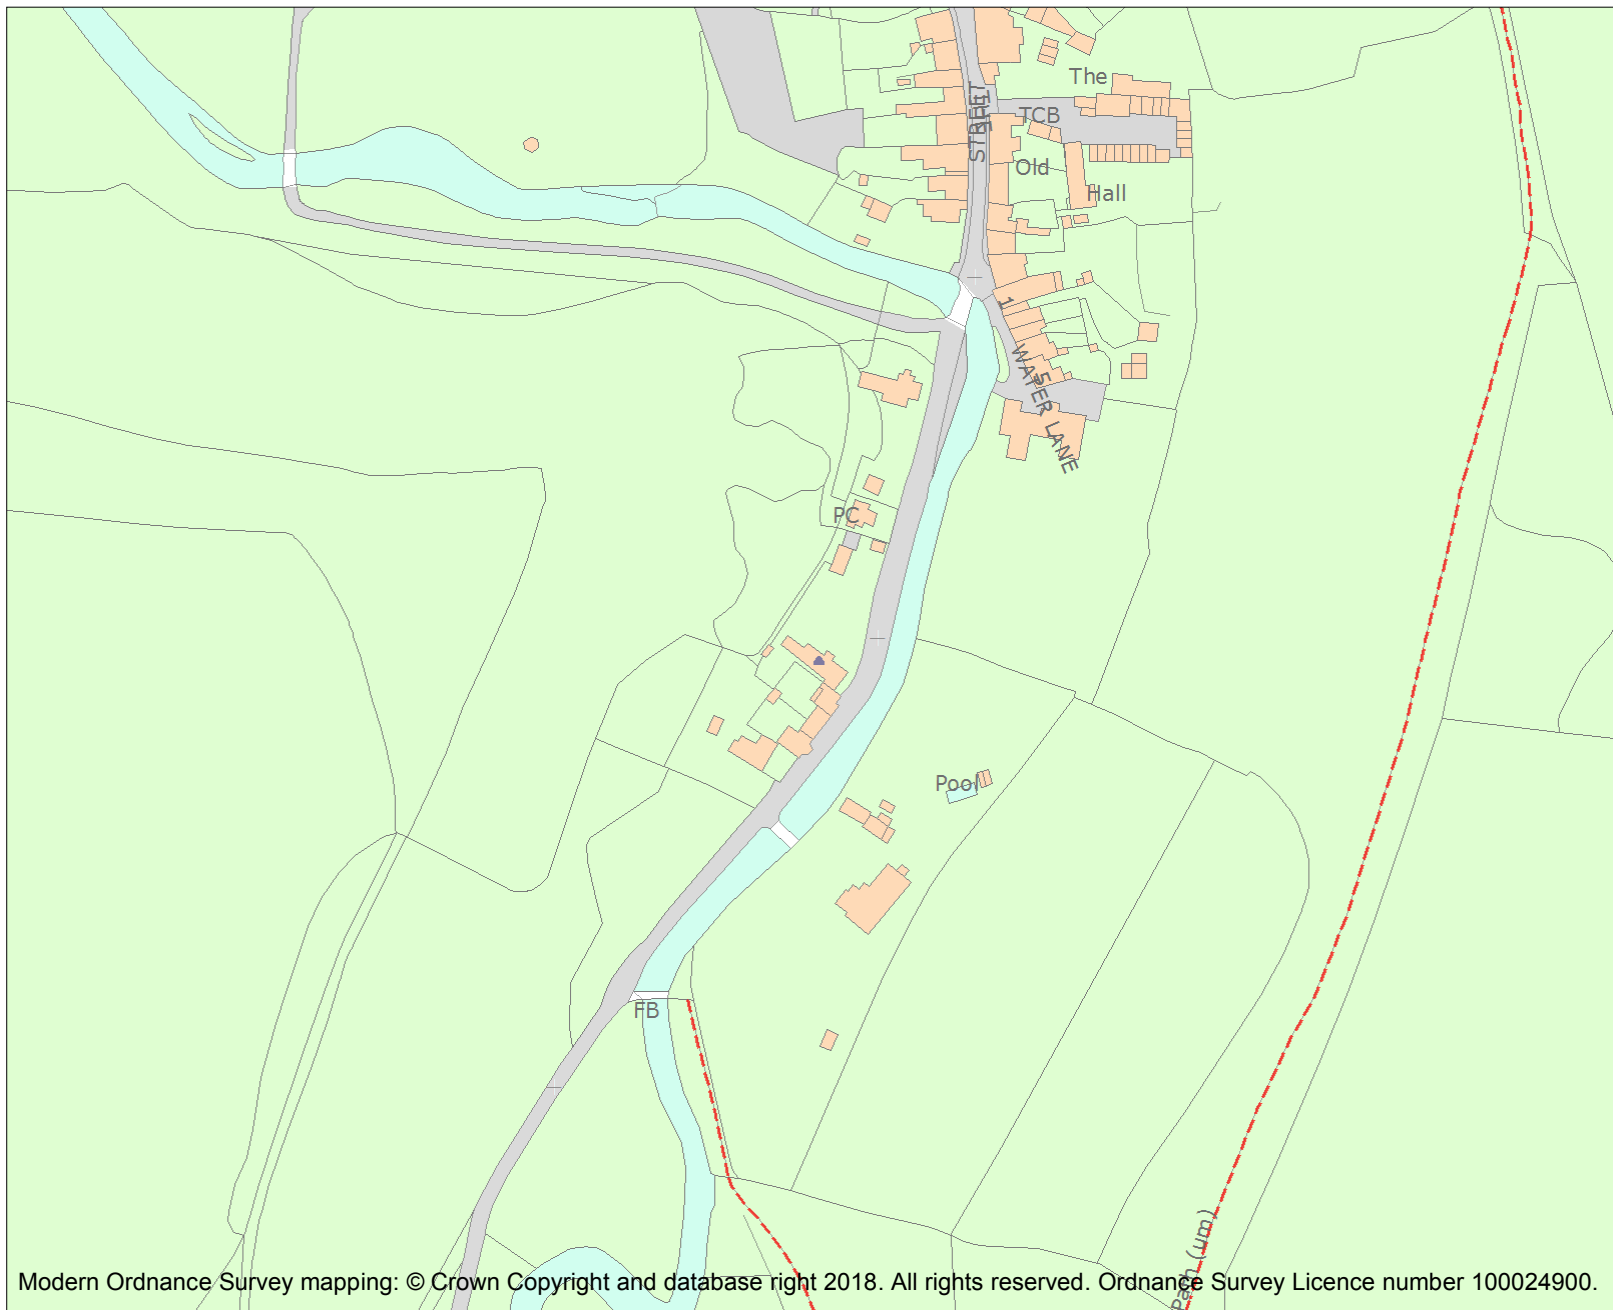 The
STREET
TCB
Old
Hall
1
WATER LANE
5
PC
Pool
FB
Path (um)
Modern Ordnance Survey mapping: © Crown Copyright and database right 2018. All rights reserved. Ordnance Survey Licence number 100024900.